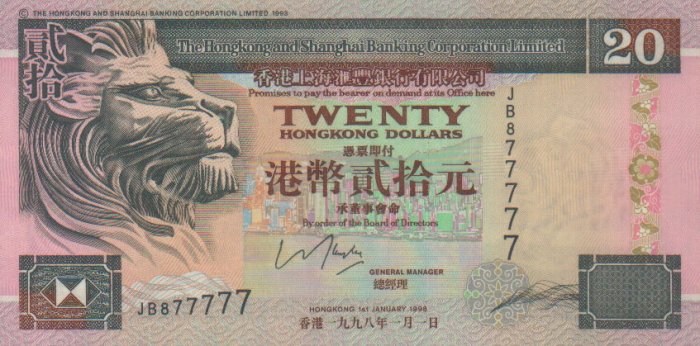 © THE HONGKONG AND SHANGHAI BANKING CORPORATION LIMITED 1993
貳拾
The Hongkong and Shanghai Banking Corporation Limited
20
香港上海滙豐銀行有限公司
Promises to pay the bearer on demand at its Office here
TWENTY
HONGKONG DOLLARS
憑票即付
港幣貳拾元
承董事會命
By order of the Board of Directors
GENERAL MANAGER
總經理
JB877777
JB877777
HONGKONG 1st JANUARY 1998
香港一九九八年一月一日